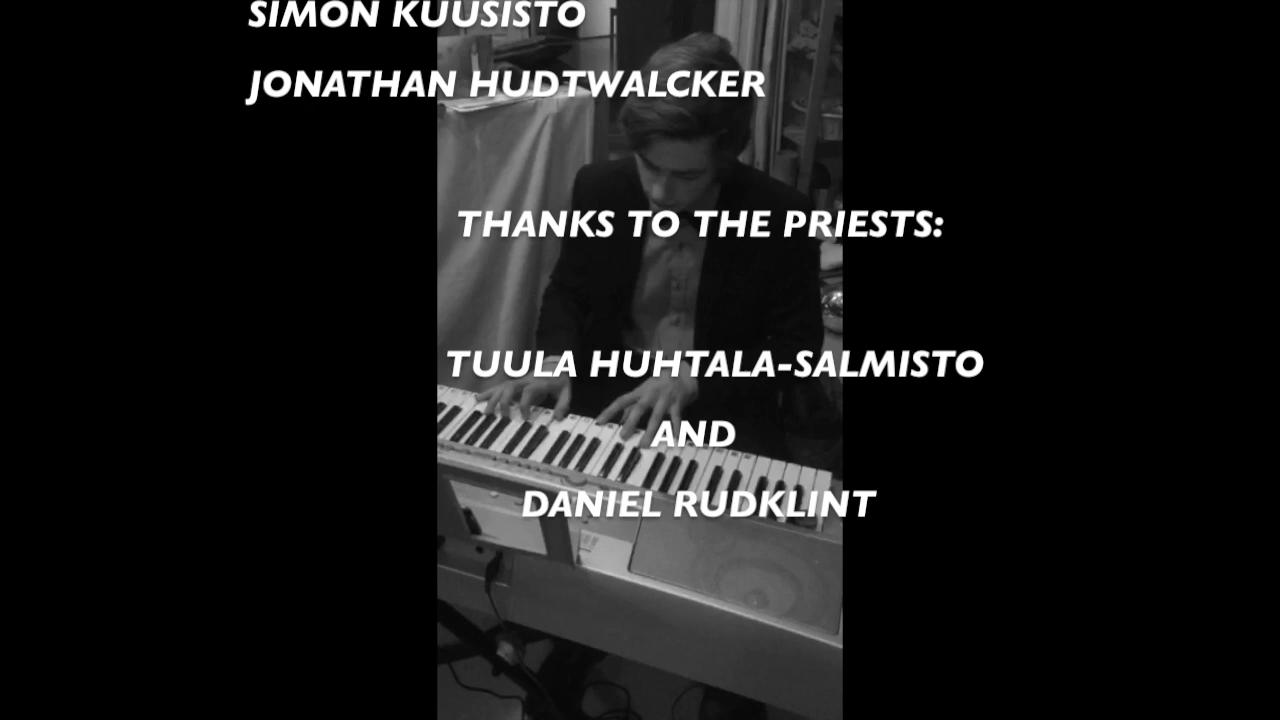 SIMON KUUSISTO
JONATHAN HUDTWALCKER
THANKS TO THE PRIESTS:
TUULA HUHTALA-SALMISTO
AND
DANIEL RUDKLINT